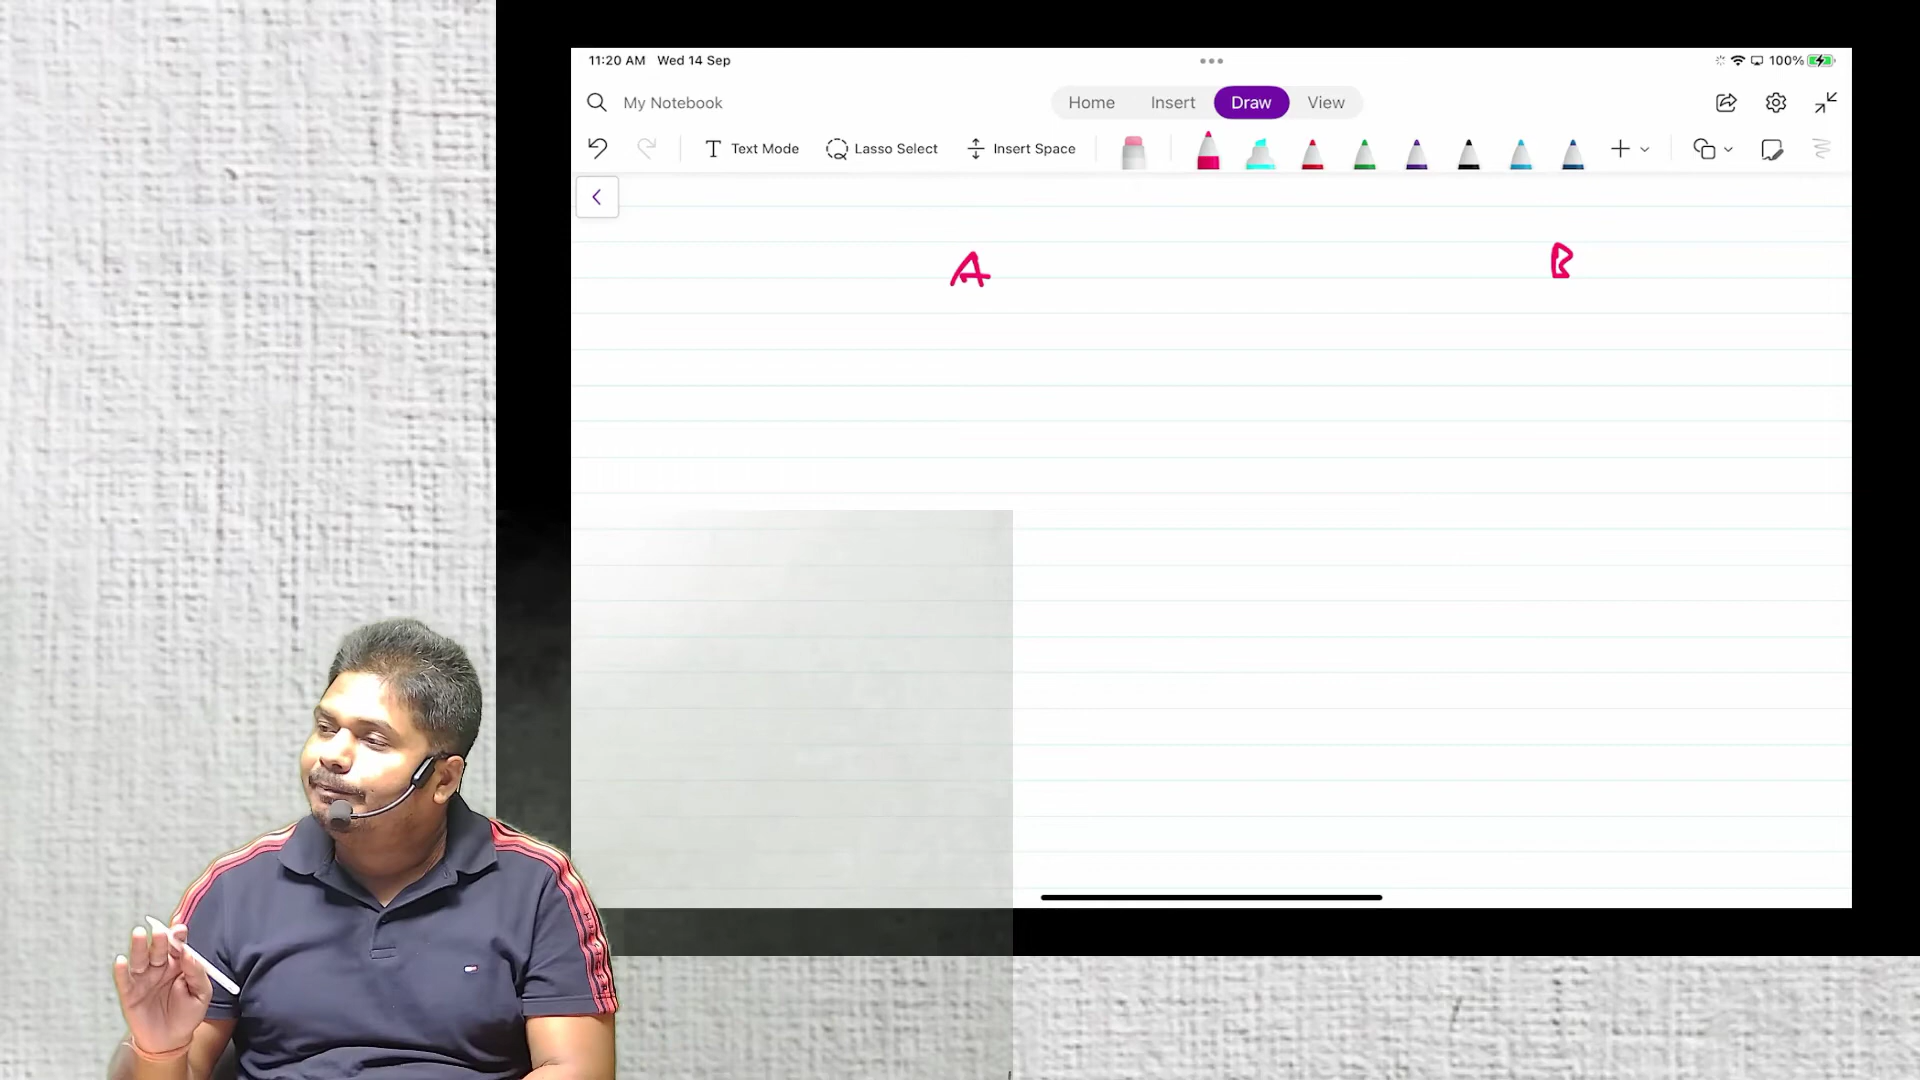 11:20 AM Wed 14 Sep 100%
My Notebook Home Insert Draw View
Text Mode Lasso Select Insert Space
A B